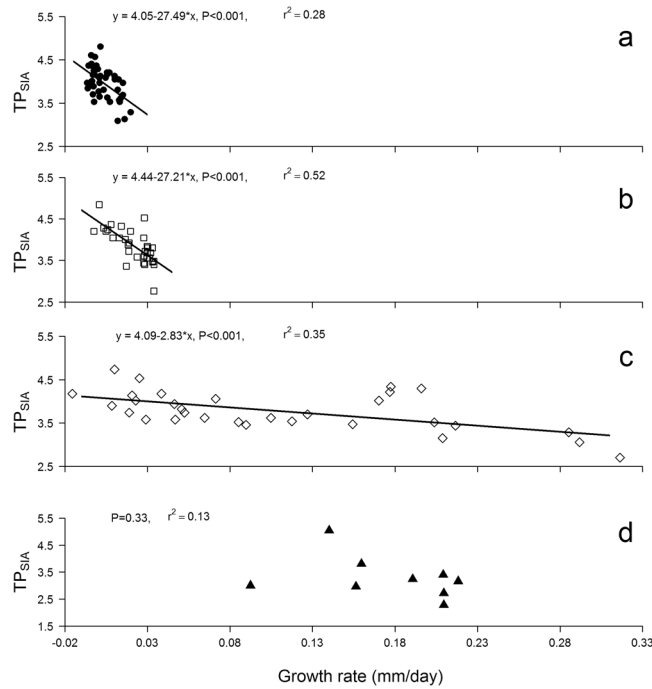 y = 4.05-27.49*x, P<0.001, r² = 0.28
a
5.5
4.5
3.5
2.5
TP_SIA
y = 4.44-27.21*x, P<0.001, r² = 0.52
b
5.5
4.5
3.5
2.5
TP_SIA
y = 4.09-2.83*x, P<0.001, r² = 0.35
c
5.5
4.5
3.5
2.5
TP_SIA
P=0.33, r² = 0.13
d
5.5
4.5
3.5
2.5
1.5
TP_SIA
-0.02 0.03 0.08 0.13 0.18 0.23 0.28 0.33
Growth rate (mm/day)